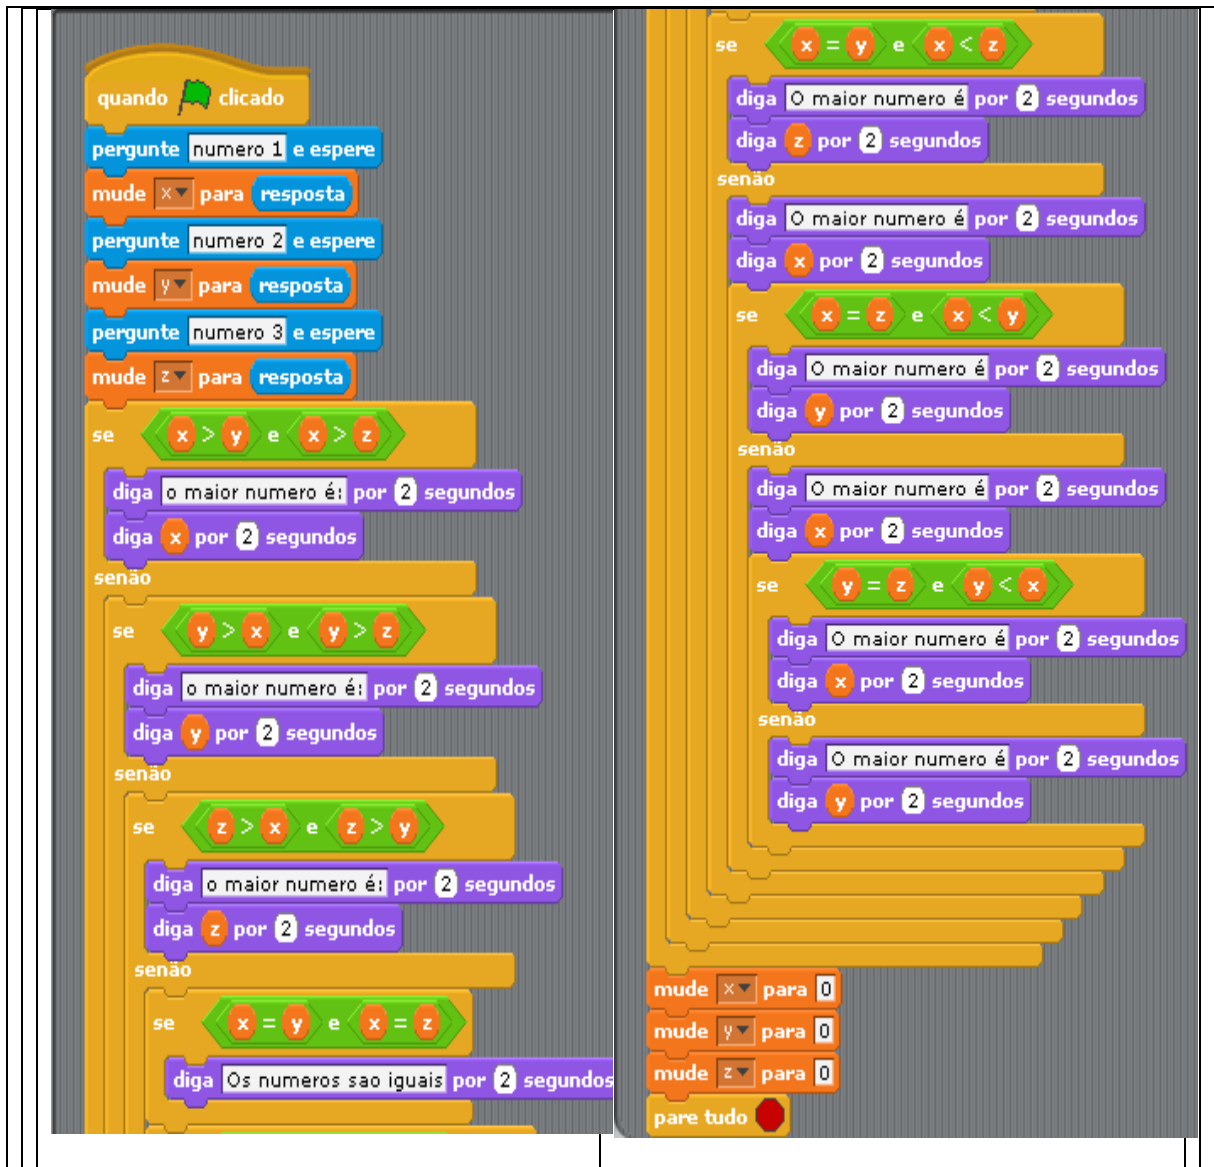 quando clicado
pergunte numero 1 e espere
mude x para resposta
pergunte numero 2 e espere
mude y para resposta
pergunte numero 3 e espere
mude z para resposta
se x > y e x > z
diga o maior numero é: por 2 segundos
diga x por 2 segundos
senão
se y > x e y > z
diga o maior numero é: por 2 segundos
diga y por 2 segundos
senão
se z > x e z > y
diga o maior numero é: por 2 segundos
diga z por 2 segundos
senão
se x = y e x = z
diga Os numeros sao iguais por 2 segundos
se x = y e x < z
diga O maior numero é por 2 segundos
diga z por 2 segundos
senão
diga O maior numero é por 2 segundos
diga x por 2 segundos
se x = z e x < y
diga O maior numero é por 2 segundos
diga y por 2 segundos
senão
diga O maior numero é por 2 segundos
diga x por 2 segundos
se y = z e y < x
diga O maior numero é por 2 segundos
diga x por 2 segundos
senão
diga O maior numero é por 2 segundos
diga y por 2 segundos
mude x para 0
mude y para 0
mude z para 0
pare tudo